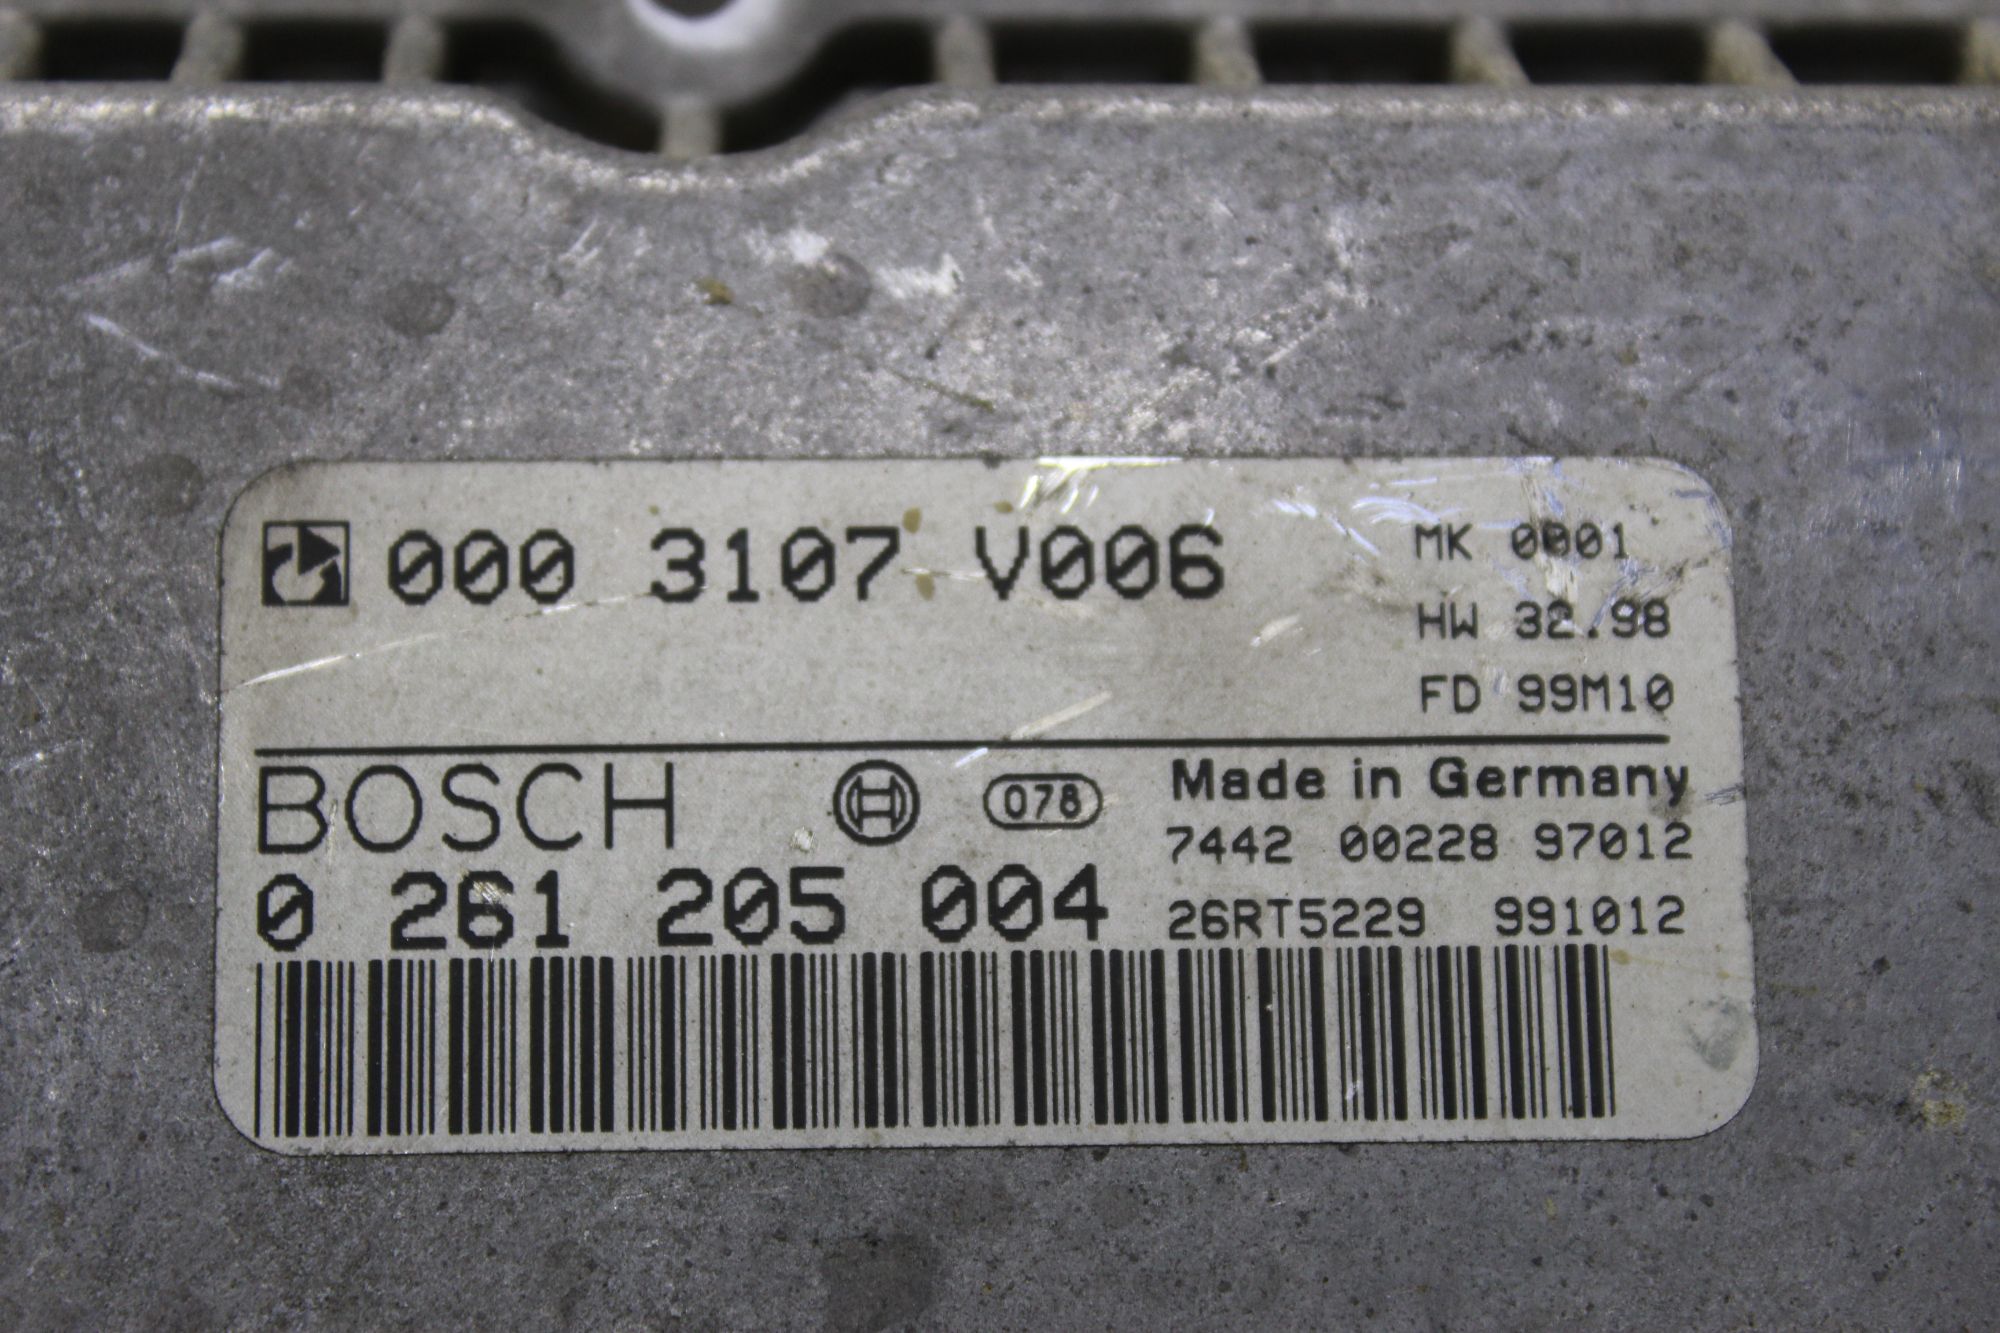 000 3107 V006
MK 0001
HW 32.98
FD 99M10
BOSCH
078
Made in Germany
7442 00228 97012
0 261 205 004
26RT5229 991012